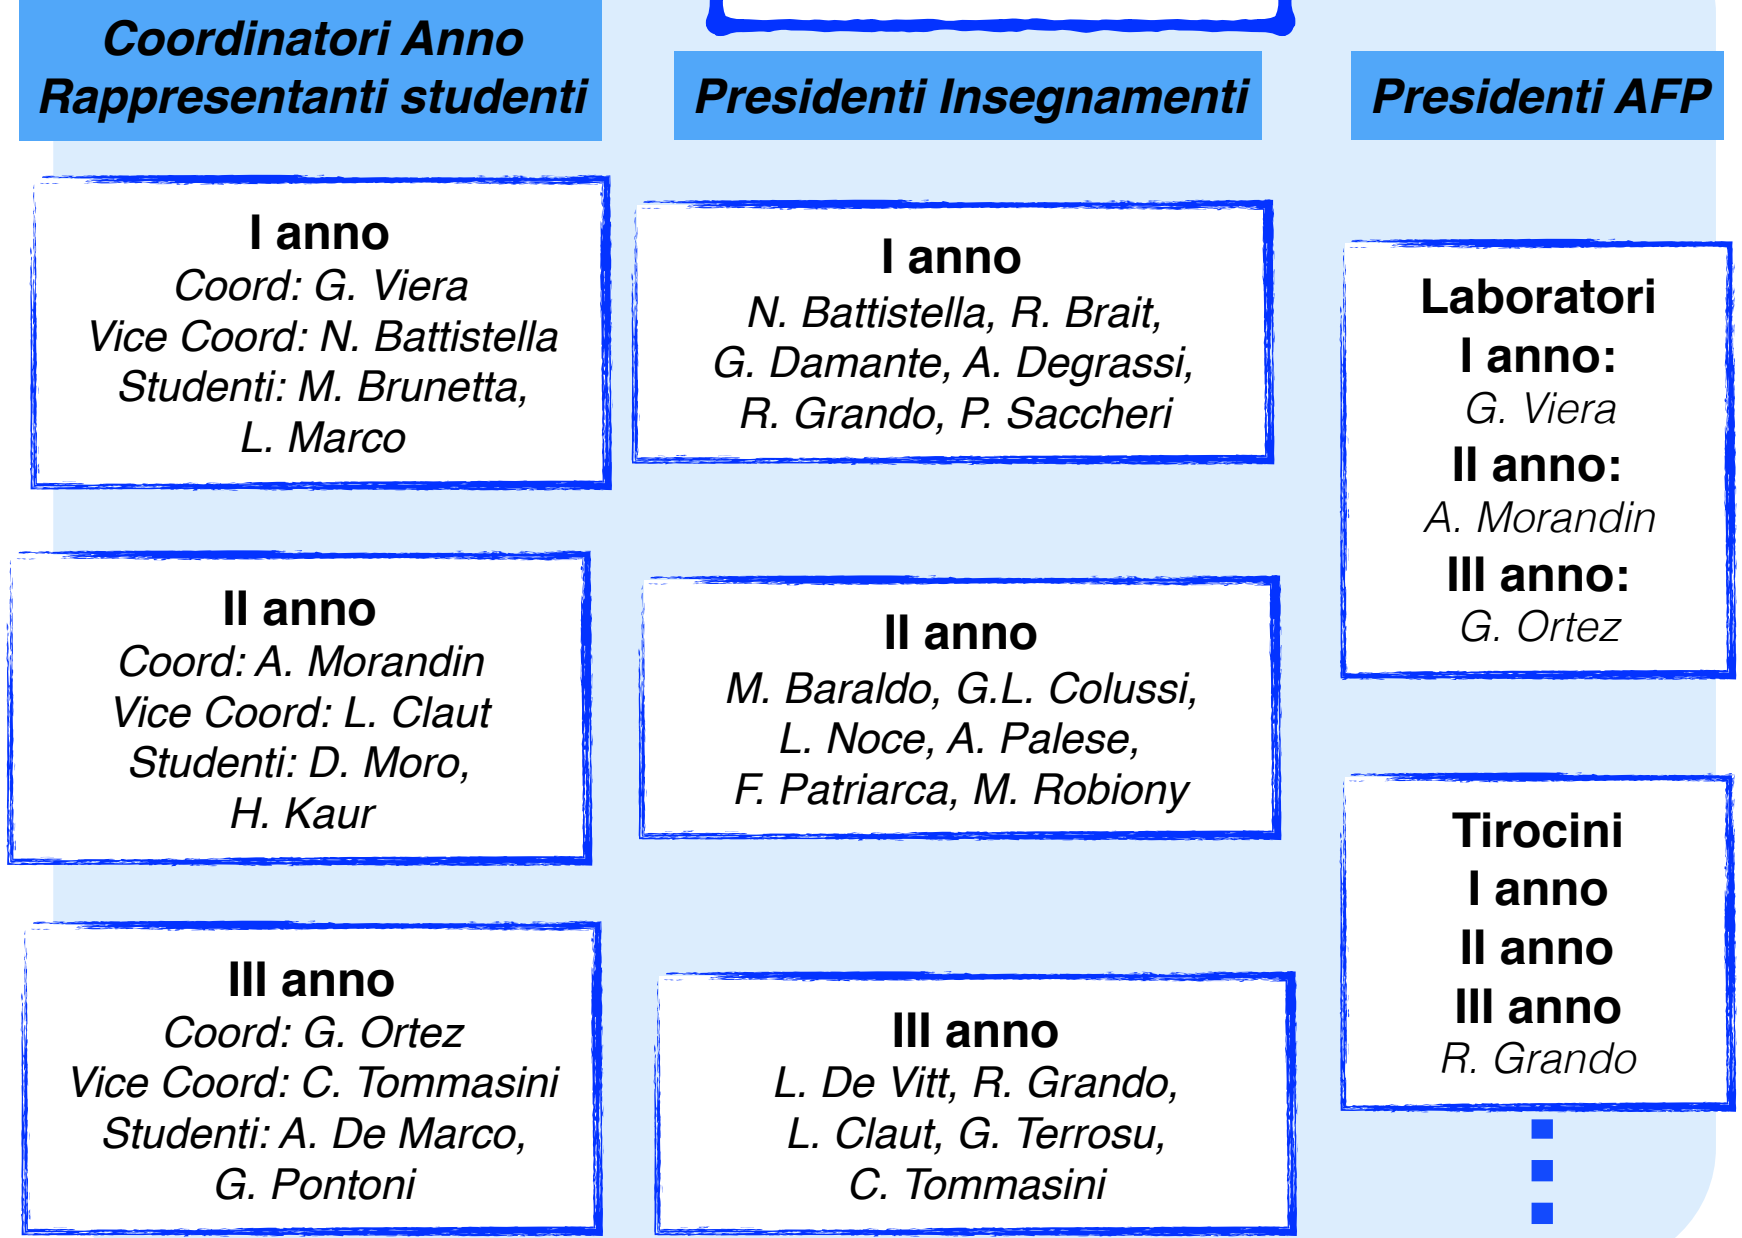 Coordinatori Anno
Rappresentanti studenti
I anno
Coord: G. Viera
Vice Coord: N. Battistella
Studenti: M. Brunetta,
L. Marco
II anno
Coord: A. Morandin
Vice Coord: L. Claut
Studenti: D. Moro,
H. Kaur
III anno
Coord: G. Ortez
Vice Coord: C. Tommasini
Studenti: A. De Marco,
G. Pontoni
Presidenti Insegnamenti
I anno
N. Battistella, R. Brait,
G. Damante, A. Degrassi,
R. Grando, P. Saccheri
II anno
M. Baraldo, G.L. Colussi,
L. Noce, A. Palese,
F. Patriarca, M. Robiony
III anno
L. De Vitt, R. Grando,
L. Claut, G. Terrosu,
C. Tommasini
Presidenti AFP
Laboratori
I anno:
G. Viera
II anno:
A. Morandin
III anno:
G. Ortez
Tirocini
I anno
II anno
III anno
R. Grando